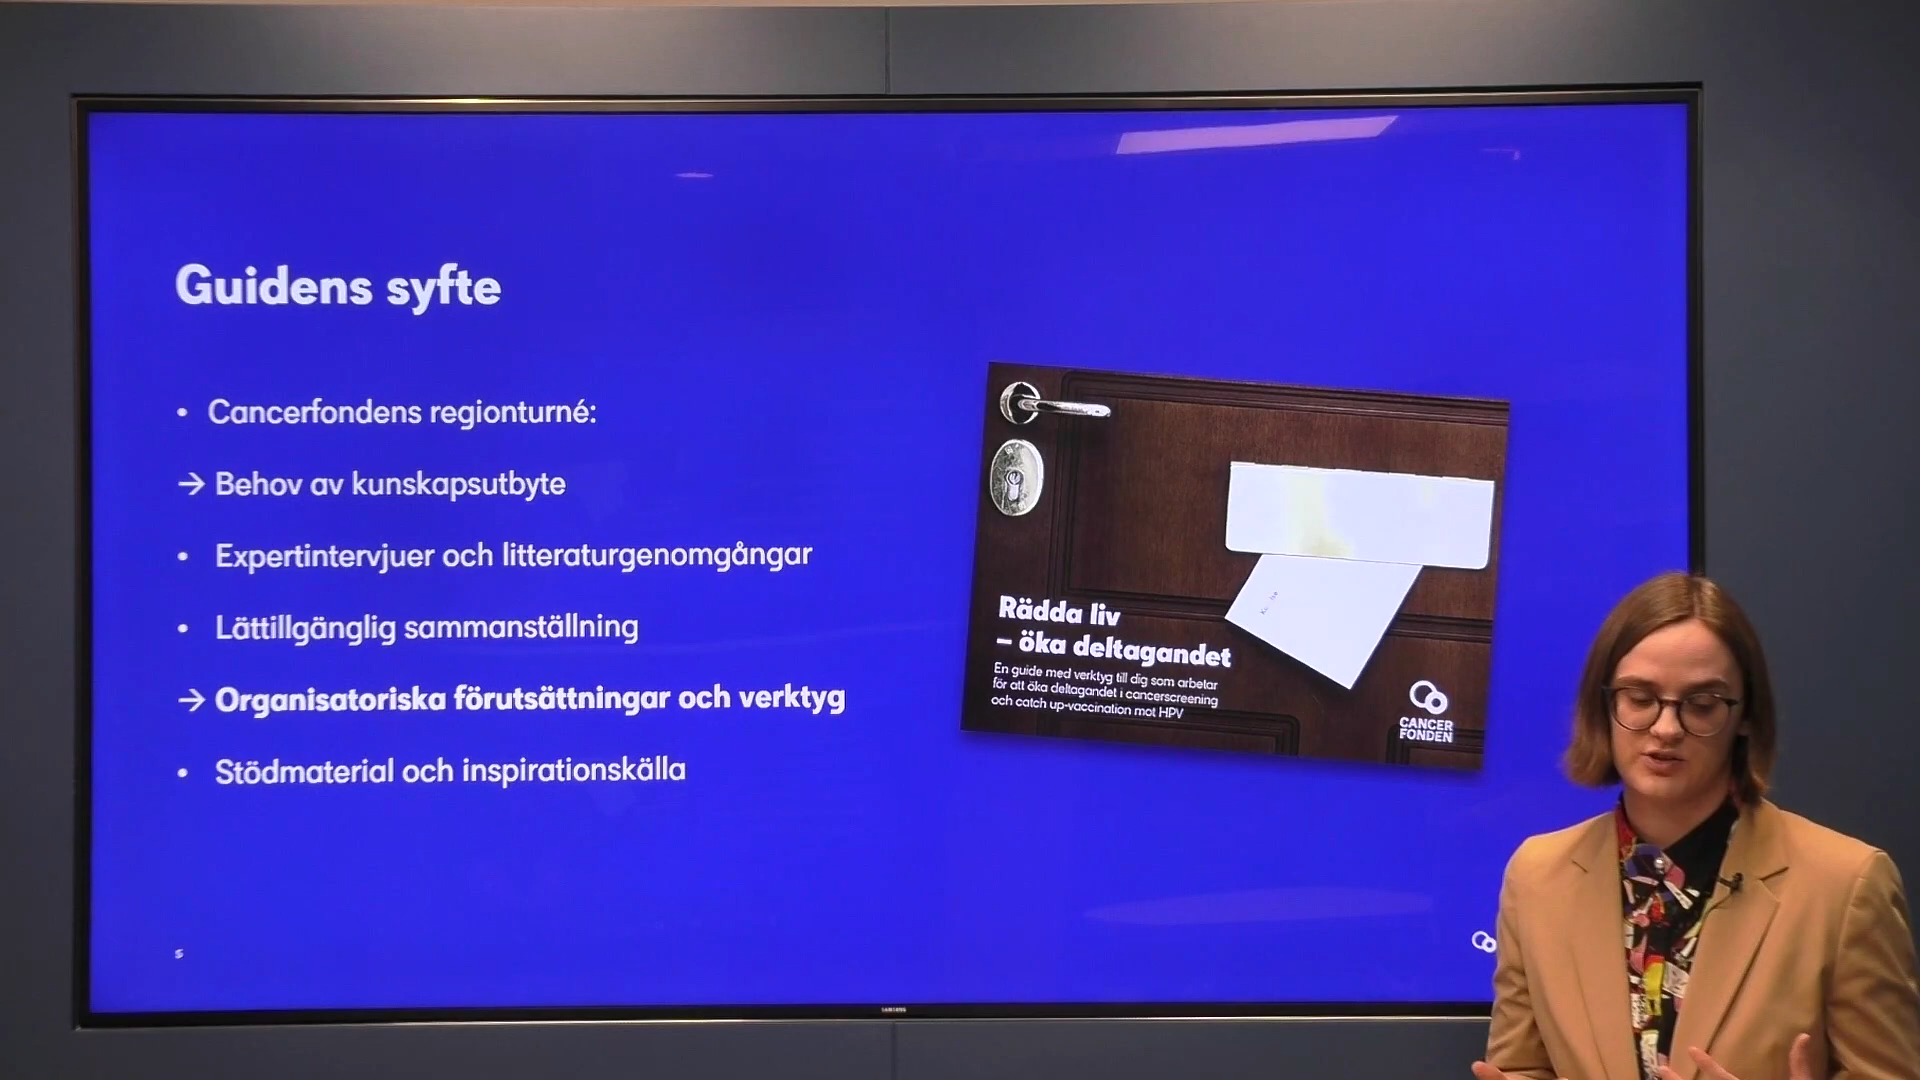 Guidens syfte
• Cancerfondens regionturné:
→ Behov av kunskapsutbyte
• Expertintervjuer och litteraturgenomgångar
• Lättillgänglig sammanställning
→ Organisatoriska förutsättningar och verktyg
• Stödmaterial och inspirationskälla
5
Rädda liv
– öka deltagandet
En guide med verktyg till dig som arbetar
för att öka deltagandet i cancerscreening
och catch up-vaccination mot HPV
CANCER
FONDEN
SAMSUNG